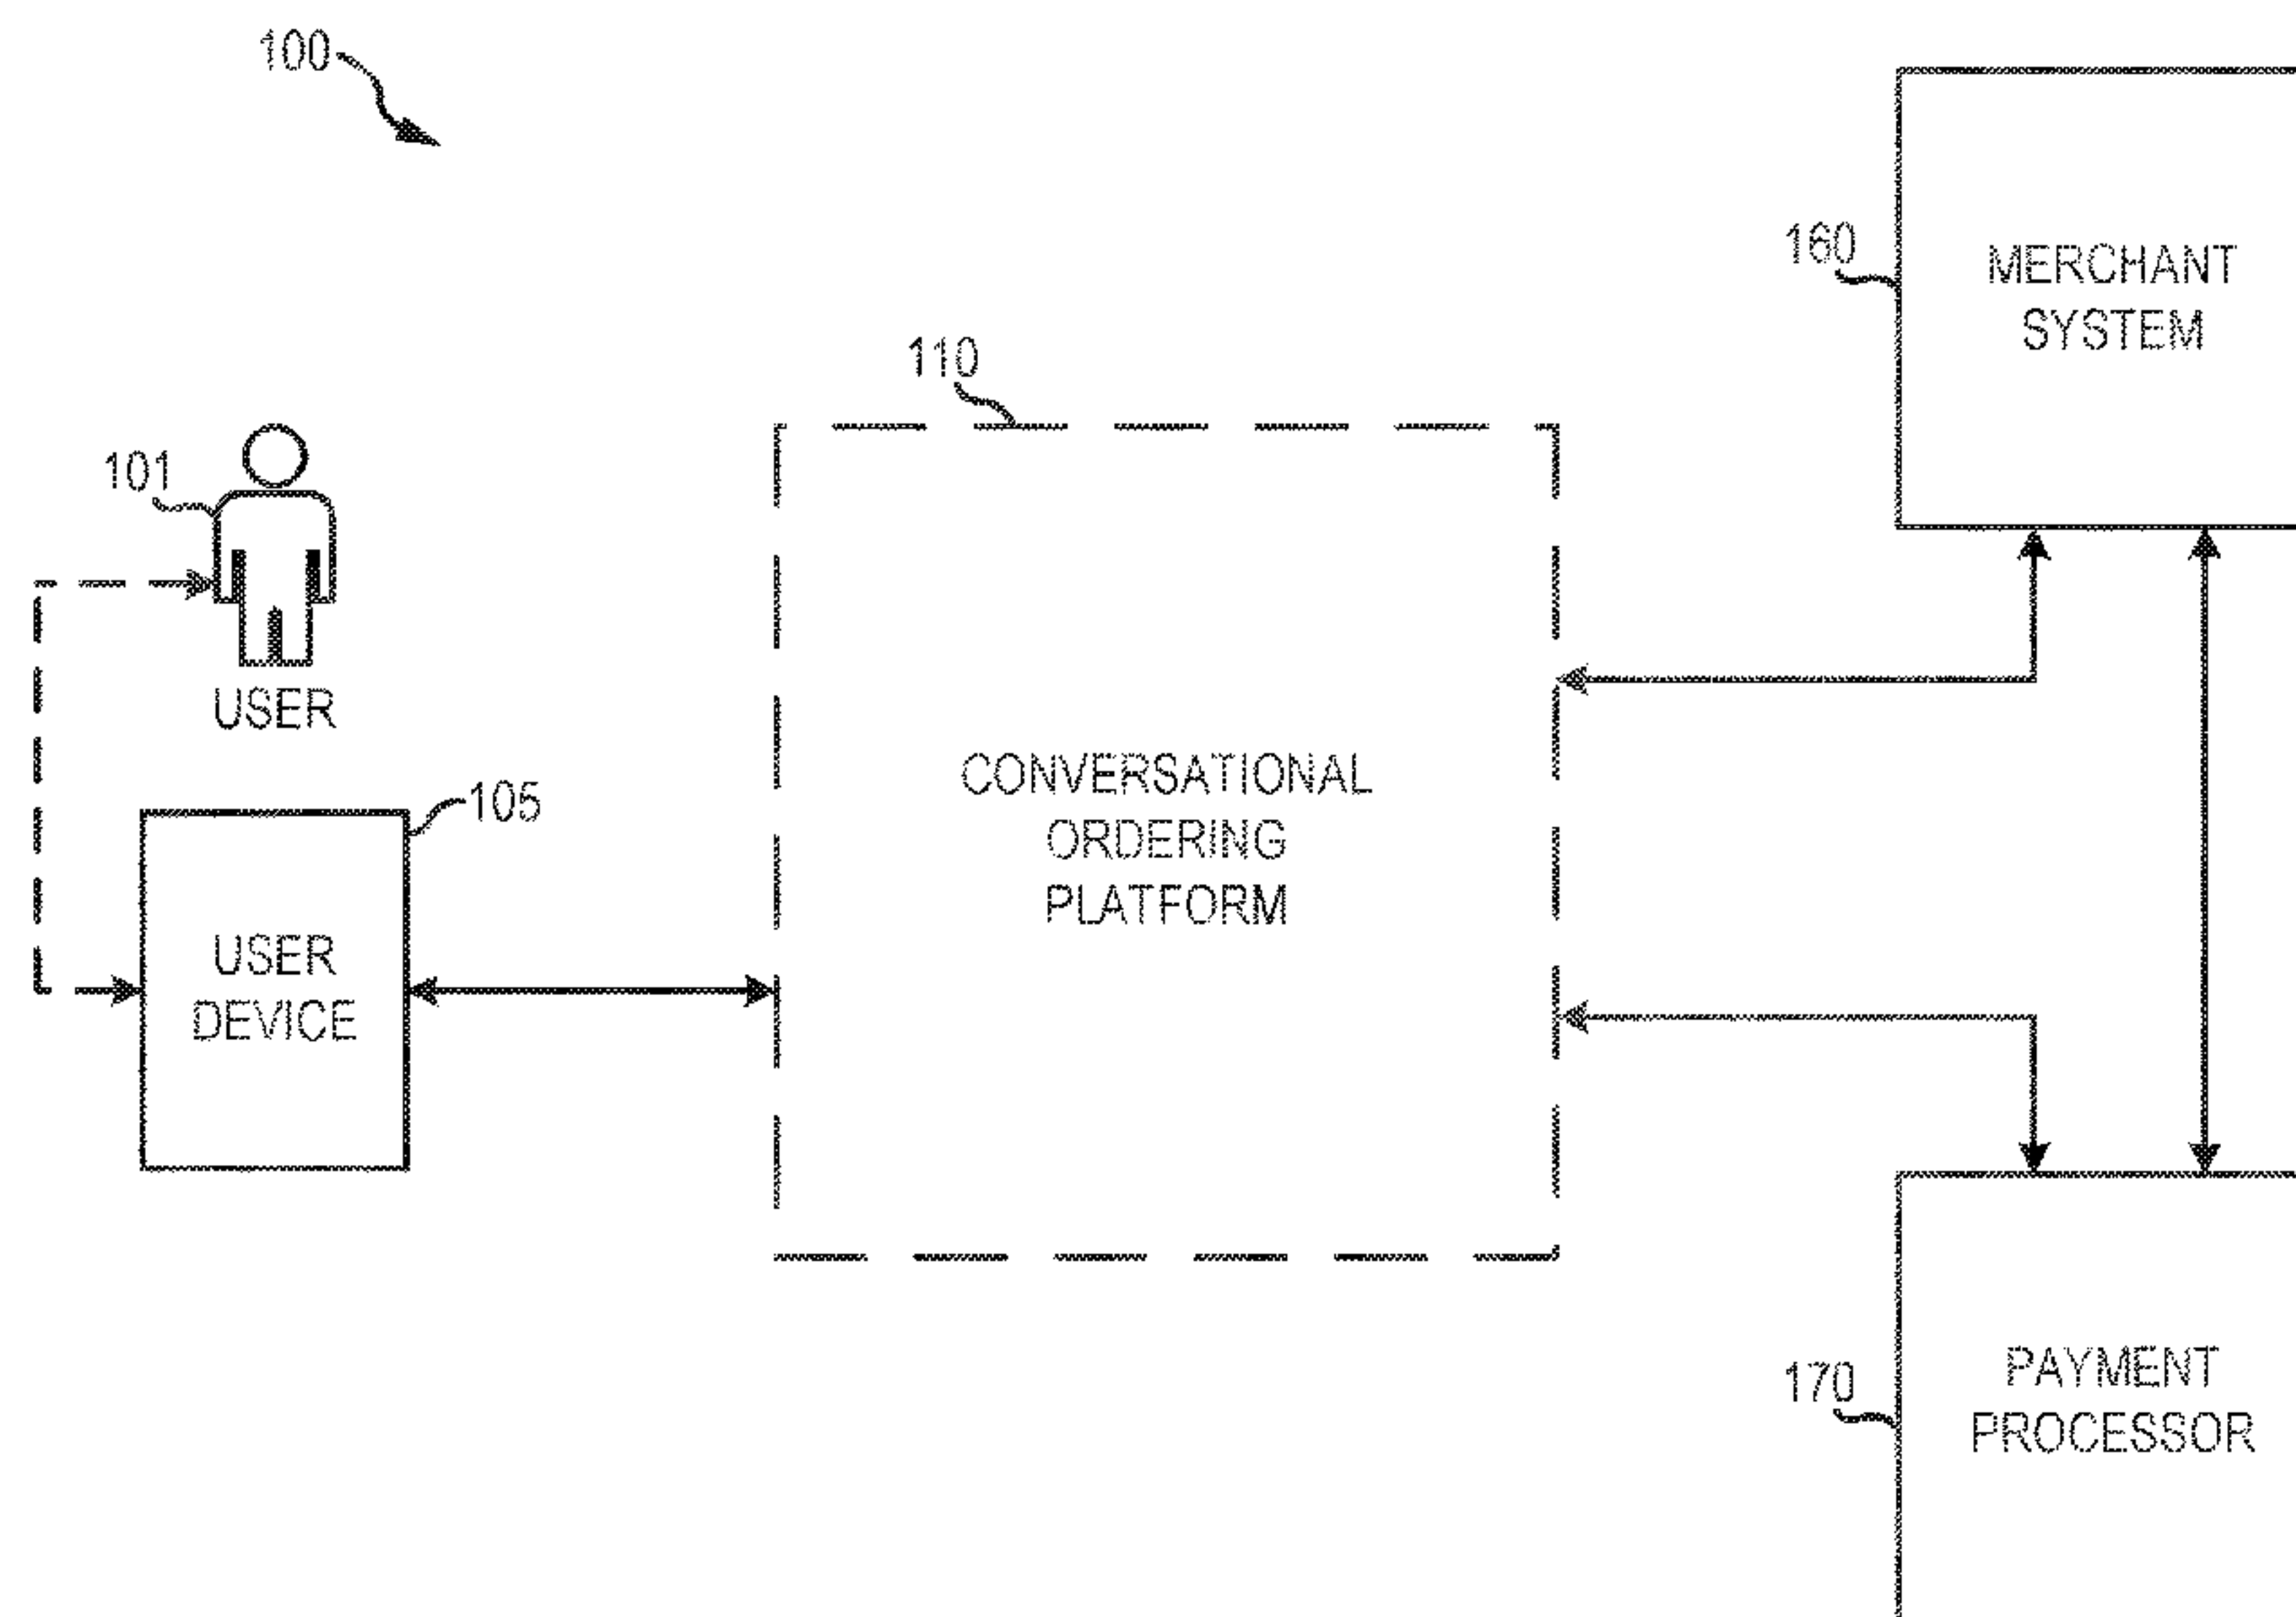 100
160
MERCHANT
SYSTEM
110
101
USER
105
USER
DEVICE
CONVERSATIONAL
ORDERING
PLATFORM
170
PAYMENT
PROCESSOR